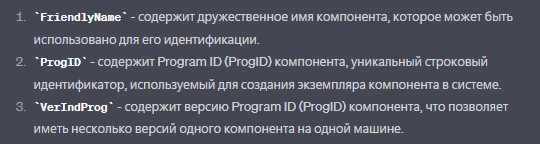 1. `FriendlyName` - содержит дружественное имя компонента, которое может быть
использовано для его идентификации.
2. `ProgID` - содержит Program ID (ProgID) компонента, уникальный строковый
идентификатор, используемый для создания экземпляра компонента в системе.
3. `VerIndProg` - содержит версию Program ID (ProgID) компонента, что позволяет
иметь несколько версий одного компонента на одной машине.